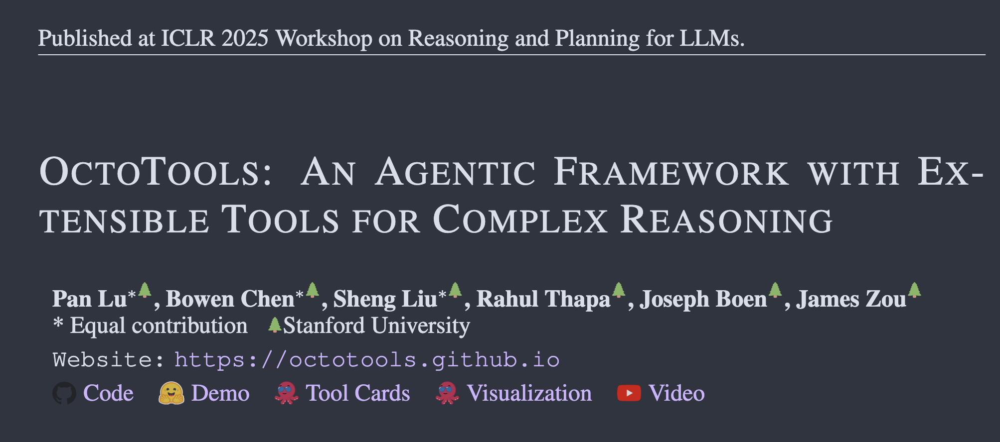 Published at ICLR 2025 Workshop on Reasoning and Planning for LLMs.
OctoTools: An Agentic Framework with Ex-
tensible Tools for Complex Reasoning
Pan Lu*🌲, Bowen Chen*🌲, Sheng Liu*🌲, Rahul Thapa🌲, Joseph Boen🌲, James Zou🌲
* Equal contribution 🌲Stanford University
Website: https://octotools.github.io
Code Demo Tool Cards Visualization Video